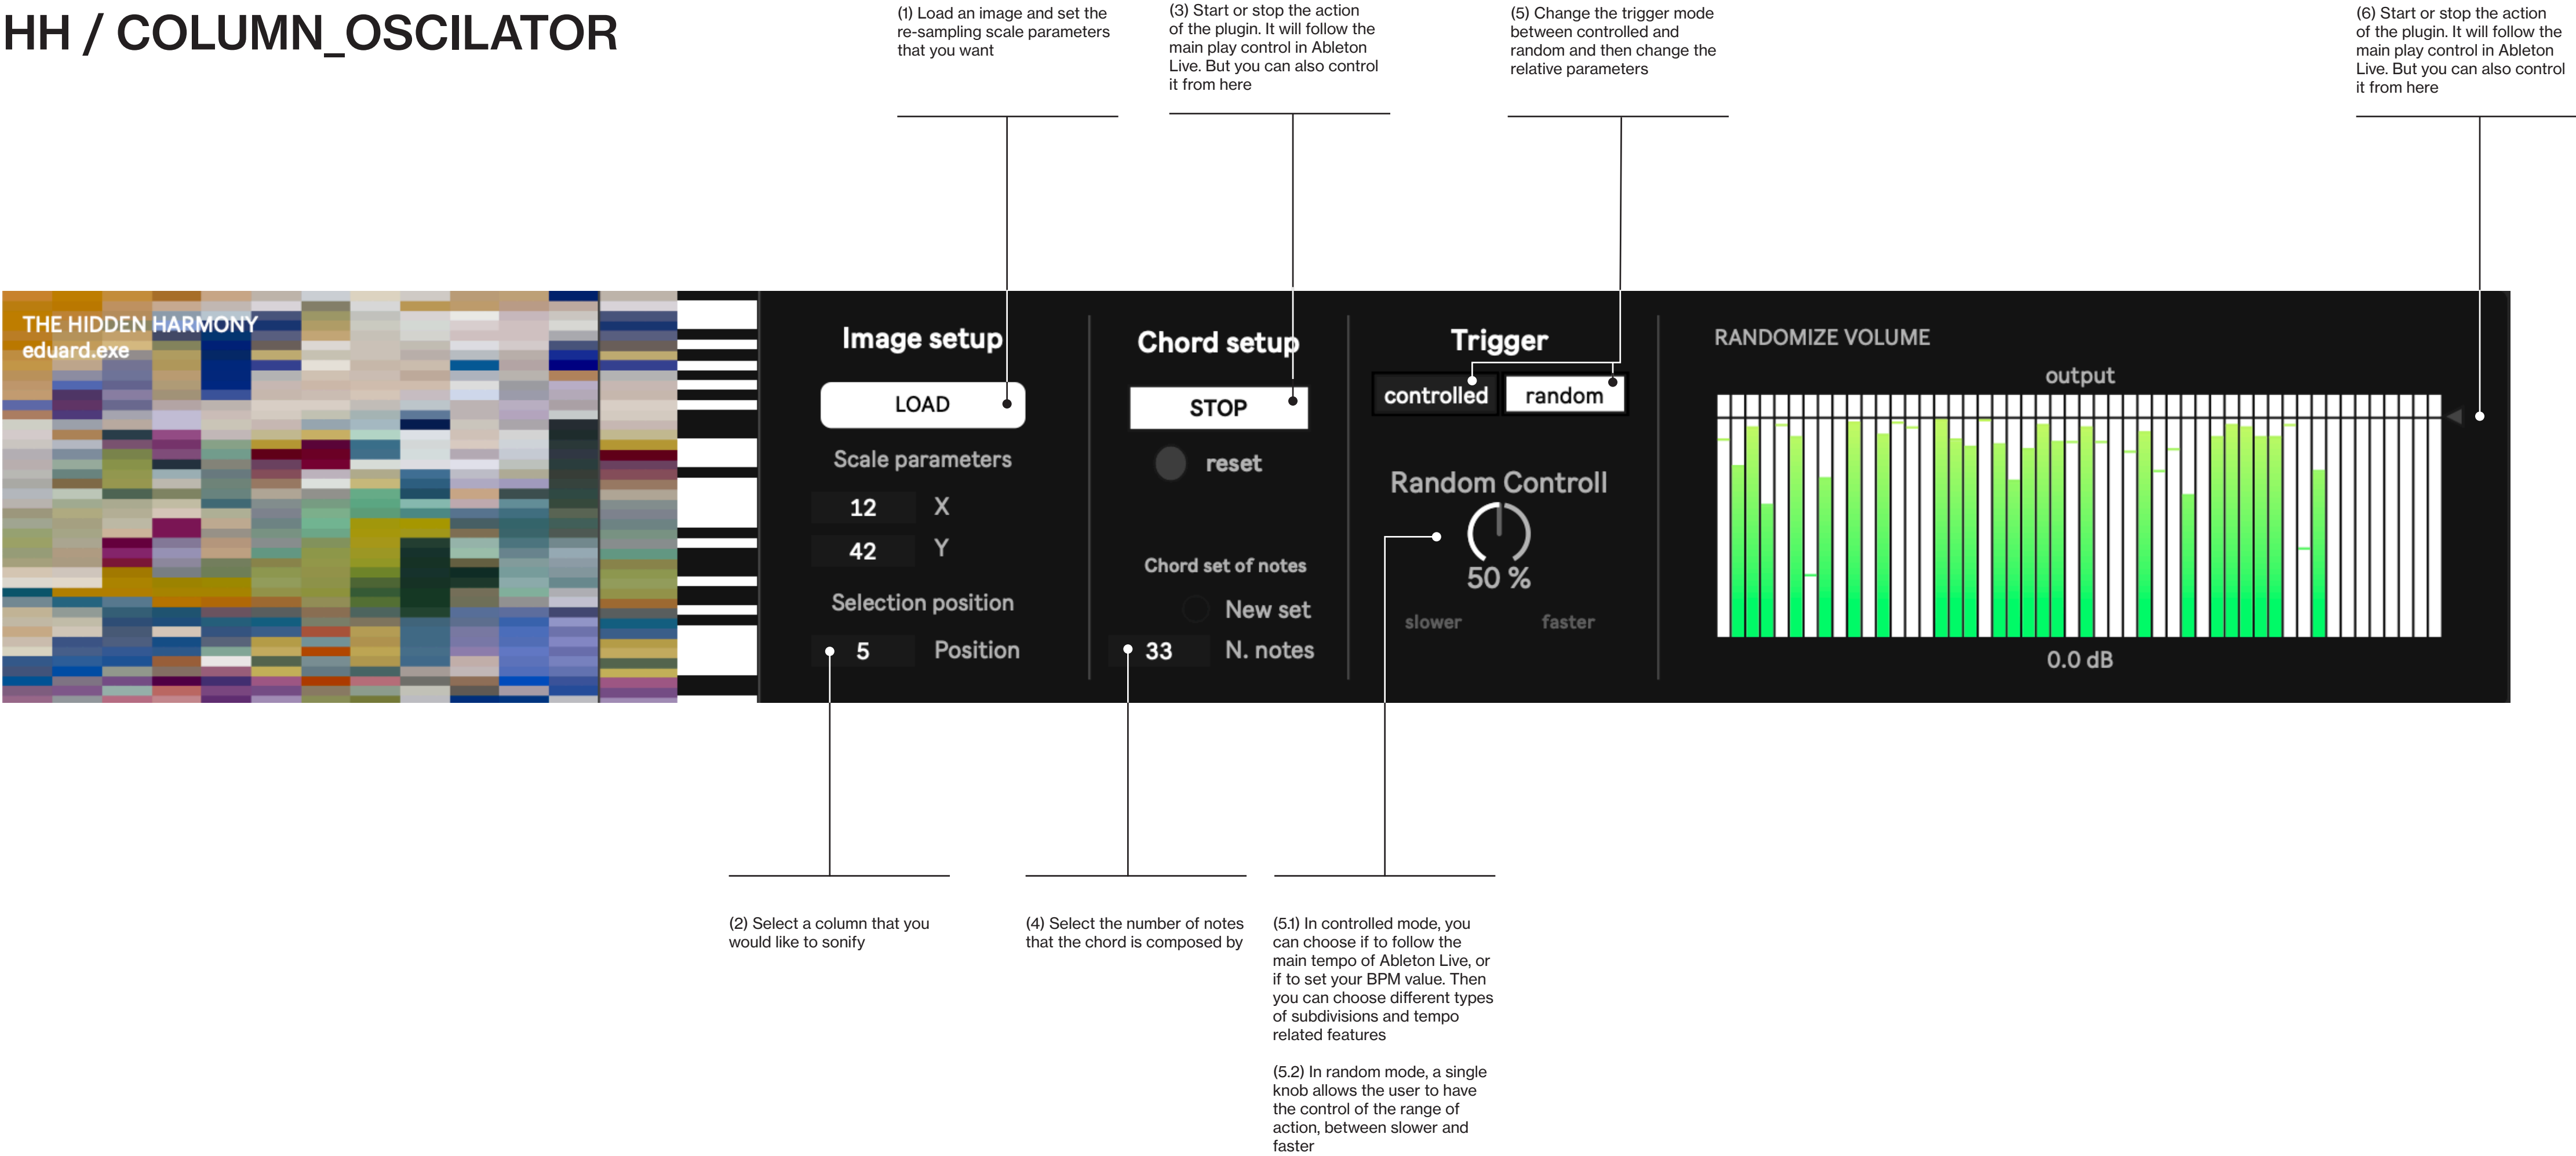 HH / COLUMN_OSCILATOR
(1) Load an image and set the
re-sampling scale parameters
that you want
(3) Start or stop the action
of the plugin. It will follow the
main play control in Ableton
Live. But you can also control
it from here
(5) Change the trigger mode
between controlled and
random and then change the
relative parameters
(6) Start or stop the action
of the plugin. It will follow the
main play control in Ableton
Live. But you can also control
it from here
THE HIDDEN HARMONY
eduard.exe
Image setup
LOAD
Scale parameters
12 X
42 Y
Selection position
5 Position
Chord setup
STOP
reset
Chord set of notes
New set
33 N. notes
Trigger
controlled random
Random Controll
50 %
slower faster
RANDOMIZE VOLUME
output
0.0 dB
(2) Select a column that you
would like to sonify
(4) Select the number of notes
that the chord is composed by
(5.1) In controlled mode, you
can choose if to follow the
main tempo of Ableton Live, or
if to set your BPM value. Then
you can choose different types
of subdivisions and tempo
related features
(5.2) In random mode, a single
knob allows the user to have
the control of the range of
action, between slower and
faster